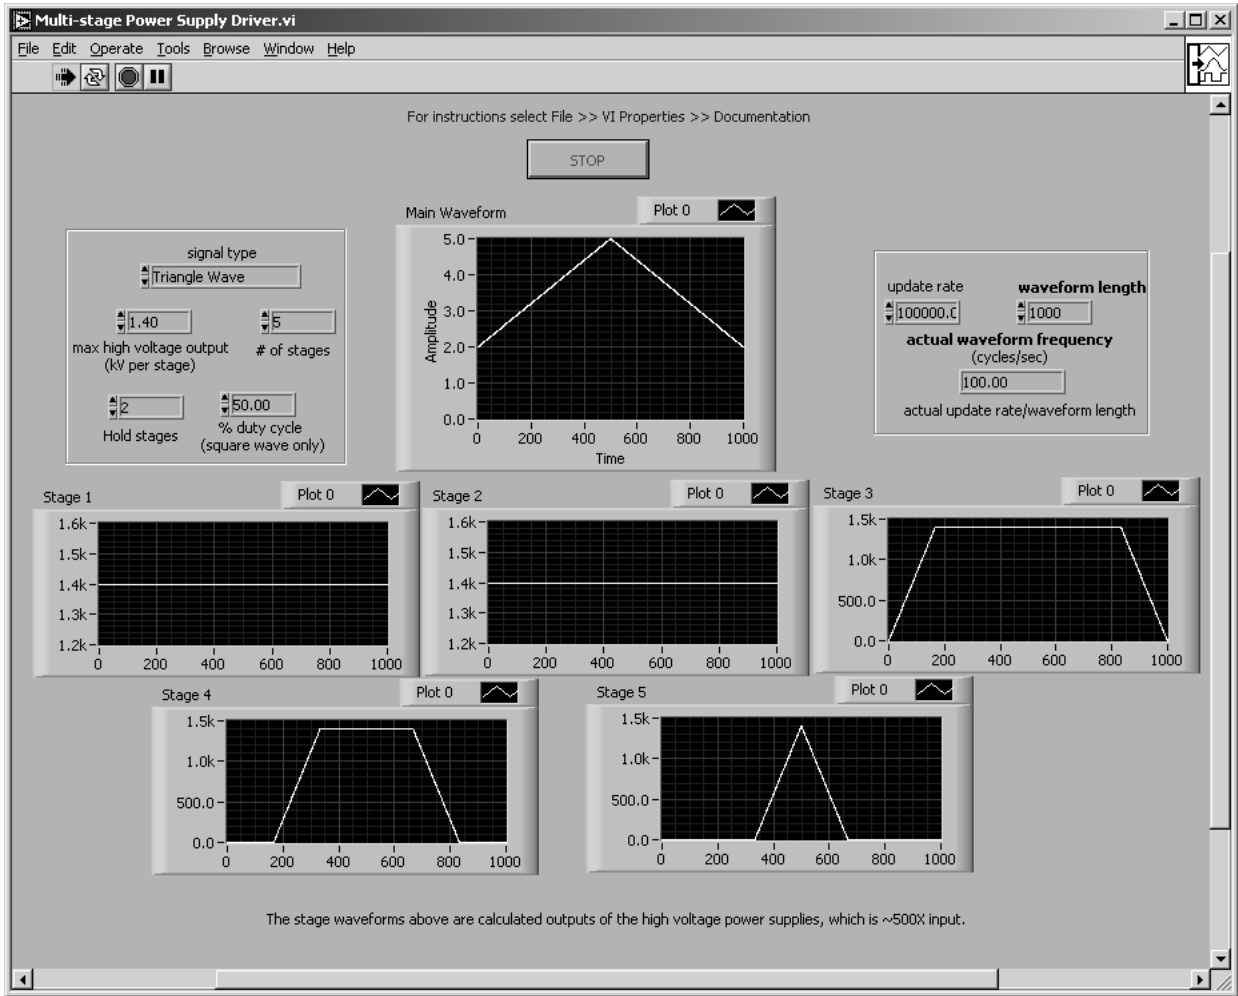 Multi-stage Power Supply Driver.vi
File Edit Operate Tools Browse Window Help
For instructions select File >> VI Properties >> Documentation
STOP
Main Waveform
Plot 0
5.0
4.0
3.0
2.0
1.0
0.0
Amplitude
0 200 400 600 800 1000
Time
signal type
Triangle Wave
1.40
5
max high voltage output
(kV per stage)
# of stages
2
50.00
Hold stages
% duty cycle
(square wave only)
update rate
waveform length
100000.0
1000
actual waveform frequency
(cycles/sec)
100.00
actual update rate/waveform length
Stage 1
Plot 0
1.6k
1.5k
1.4k
1.3k
1.2k
0 200 400 600 800 1000
Stage 2
Plot 0
1.6k
1.5k
1.4k
1.3k
1.2k
0 200 400 600 800 1000
Stage 3
Plot 0
1.5k
1.0k
500.0
0.0
0 200 400 600 800 1000
Stage 4
Plot 0
1.5k
1.0k
500.0
0.0
0 200 400 600 800 1000
Stage 5
Plot 0
1.5k
1.0k
500.0
0.0
0 200 400 600 800 1000
The stage waveforms above are calculated outputs of the high voltage power supplies, which is ~500X input.